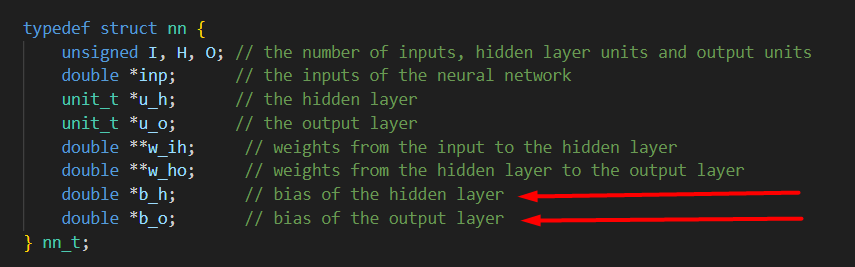 typedef struct nn {
unsigned I, H, O; // the number of inputs, hidden layer units and output units
double *inp; // the inputs of the neural network
unit_t *u_h; // the hidden layer
unit_t *u_o; // the output layer
double **w_ih; // weights from the input to the hidden layer
double **w_ho; // weights from the hidden layer to the output layer
double *b_h; // bias of the hidden layer
double *b_o; // bias of the output layer
} nn_t;